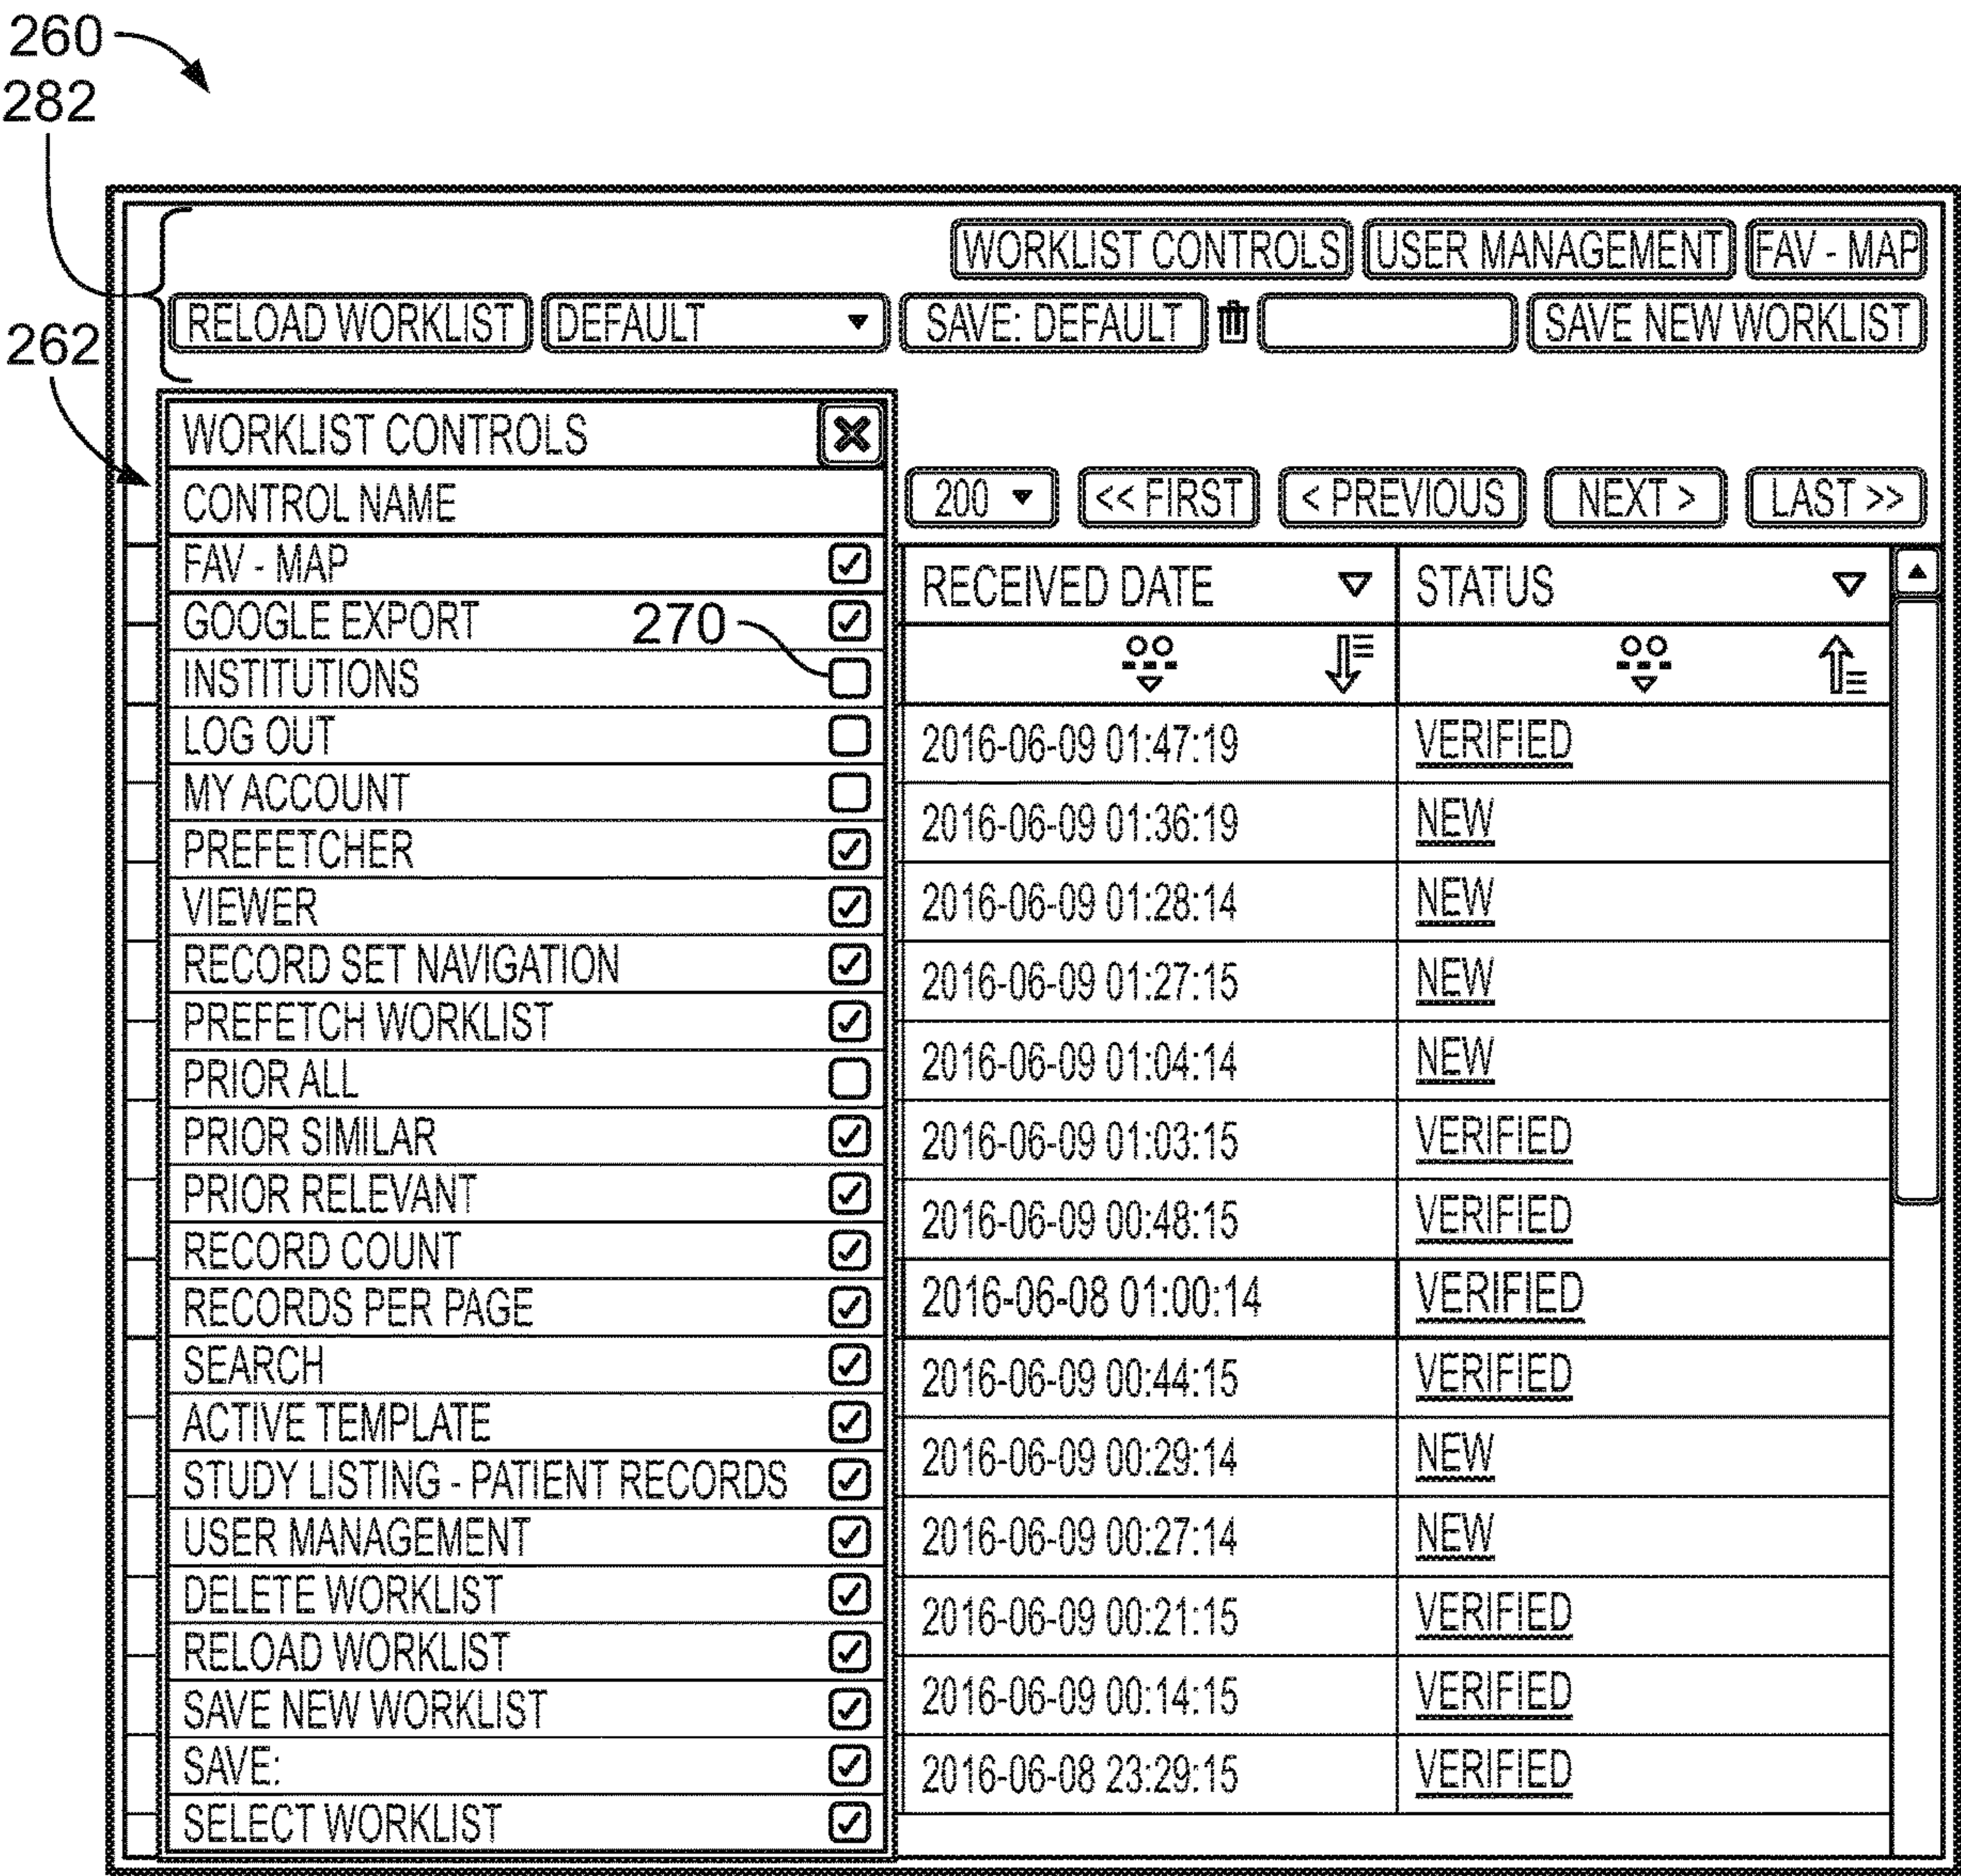 260
282
WORKLIST CONTROLS USER MANAGEMENT FAV - MAP
RELOAD WORKLIST DEFAULT SAVE: DEFAULT SAVE NEW WORKLIST
262
WORKLIST CONTROLS
CONTROL NAME
FAV - MAP
GOOGLE EXPORT
270
INSTITUTIONS
LOG OUT
MY ACCOUNT
PREFETCHER
VIEWER
RECORD SET NAVIGATION
PREFETCH WORKLIST
PRIOR ALL
PRIOR SIMILAR
PRIOR RELEVANT
RECORD COUNT
RECORDS PER PAGE
SEARCH
ACTIVE TEMPLATE
STUDY LISTING - PATIENT RECORDS
USER MANAGEMENT
DELETE WORKLIST
RELOAD WORKLIST
SAVE NEW WORKLIST
SAVE:
SELECT WORKLIST
200 << FIRST < PREVIOUS NEXT > LAST >>
RECEIVED DATE STATUS
2016-06-09 01:47:19 VERIFIED
2016-06-09 01:36:19 NEW
2016-06-09 01:28:14 NEW
2016-06-09 01:27:15 NEW
2016-06-09 01:04:14 NEW
2016-06-09 01:03:15 VERIFIED
2016-06-09 00:48:15 VERIFIED
2016-06-08 01:00:14 VERIFIED
2016-06-09 00:44:15 VERIFIED
2016-06-09 00:29:14 NEW
2016-06-09 00:27:14 NEW
2016-06-09 00:21:15 VERIFIED
2016-06-09 00:14:15 VERIFIED
2016-06-08 23:29:15 VERIFIED